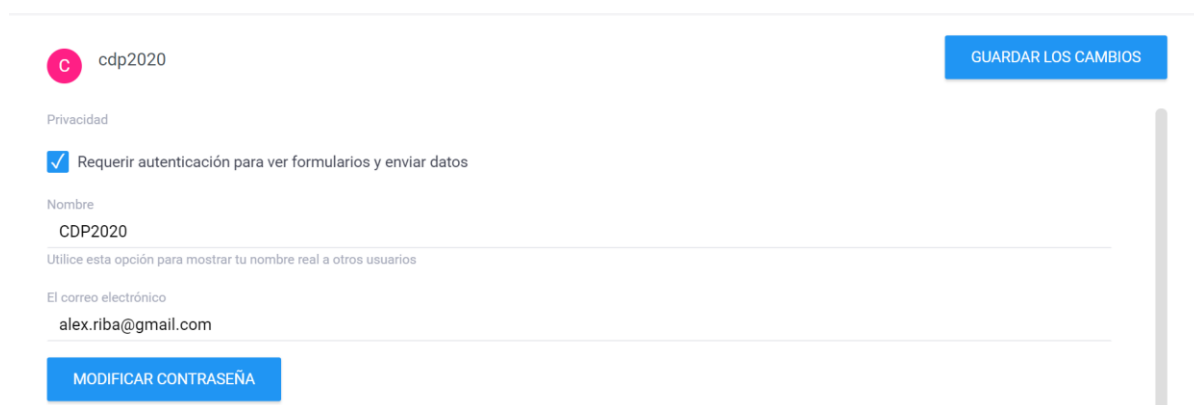 C
cdp2020
GUARDAR LOS CAMBIOS
Privacidad
Requerir autenticación para ver formularios y enviar datos
Nombre
CDP2020
Utilice esta opción para mostrar tu nombre real a otros usuarios
El correo electrónico
alex.riba@gmail.com
MODIFICAR CONTRASEÑA